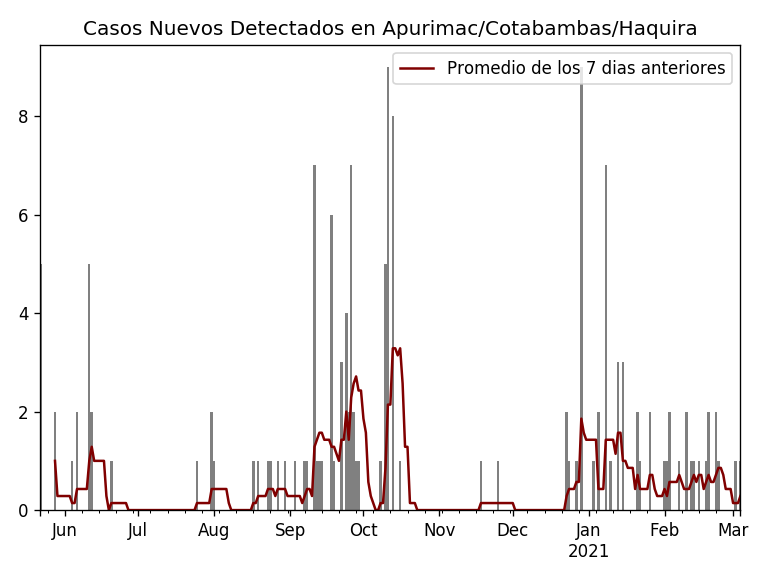 Casos Nuevos Detectados en Apurimac/Cotabambas/Haquira
Promedio de los 7 dias anteriores
8
6
4
2
0
Jun Jul Aug Sep Oct Nov Dec Jan Feb Mar
2021